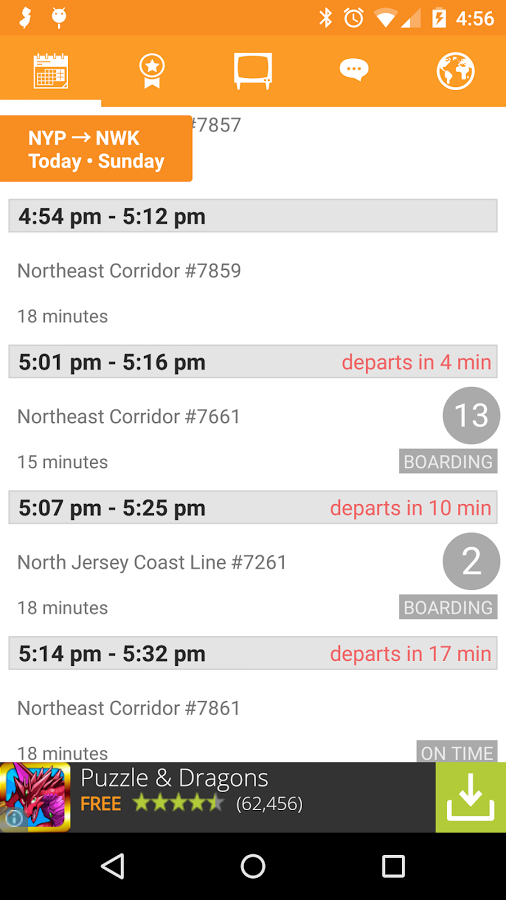 4:56
#7857
NYP → NWK
Today • Sunday
4:54 pm - 5:12 pm
Northeast Corridor #7859
18 minutes
5:01 pm - 5:16 pm departs in 4 min
Northeast Corridor #7661 13
15 minutes BOARDING
5:07 pm - 5:25 pm departs in 10 min
North Jersey Coast Line #7261 2
18 minutes BOARDING
5:14 pm - 5:32 pm departs in 17 min
Northeast Corridor #7861
18 minutes ON TIME
Puzzle & Dragons
FREE (62,456)